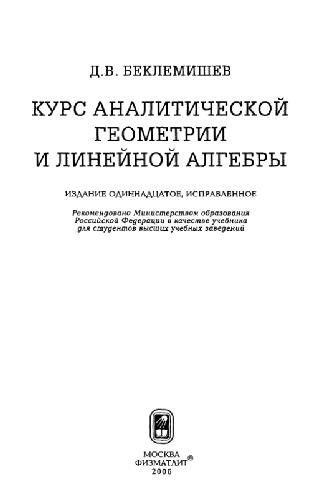 Д.В. БЕКЛЕМИШЕВ
КУРС АНАЛИТИЧЕСКОЙ
ГЕОМЕТРИИ
И ЛИНЕЙНОЙ АЛГЕБРЫ
ИЗДАНИЕ ОДИННАДЦАТОЕ, ИСПРАВЛЕННОЕ
Рекомендовано Министерством образования
Российской Федерации в качестве учебника
для студентов высших учебных заведений
МОСКВА
ФИЗМАТЛИТ®
2006